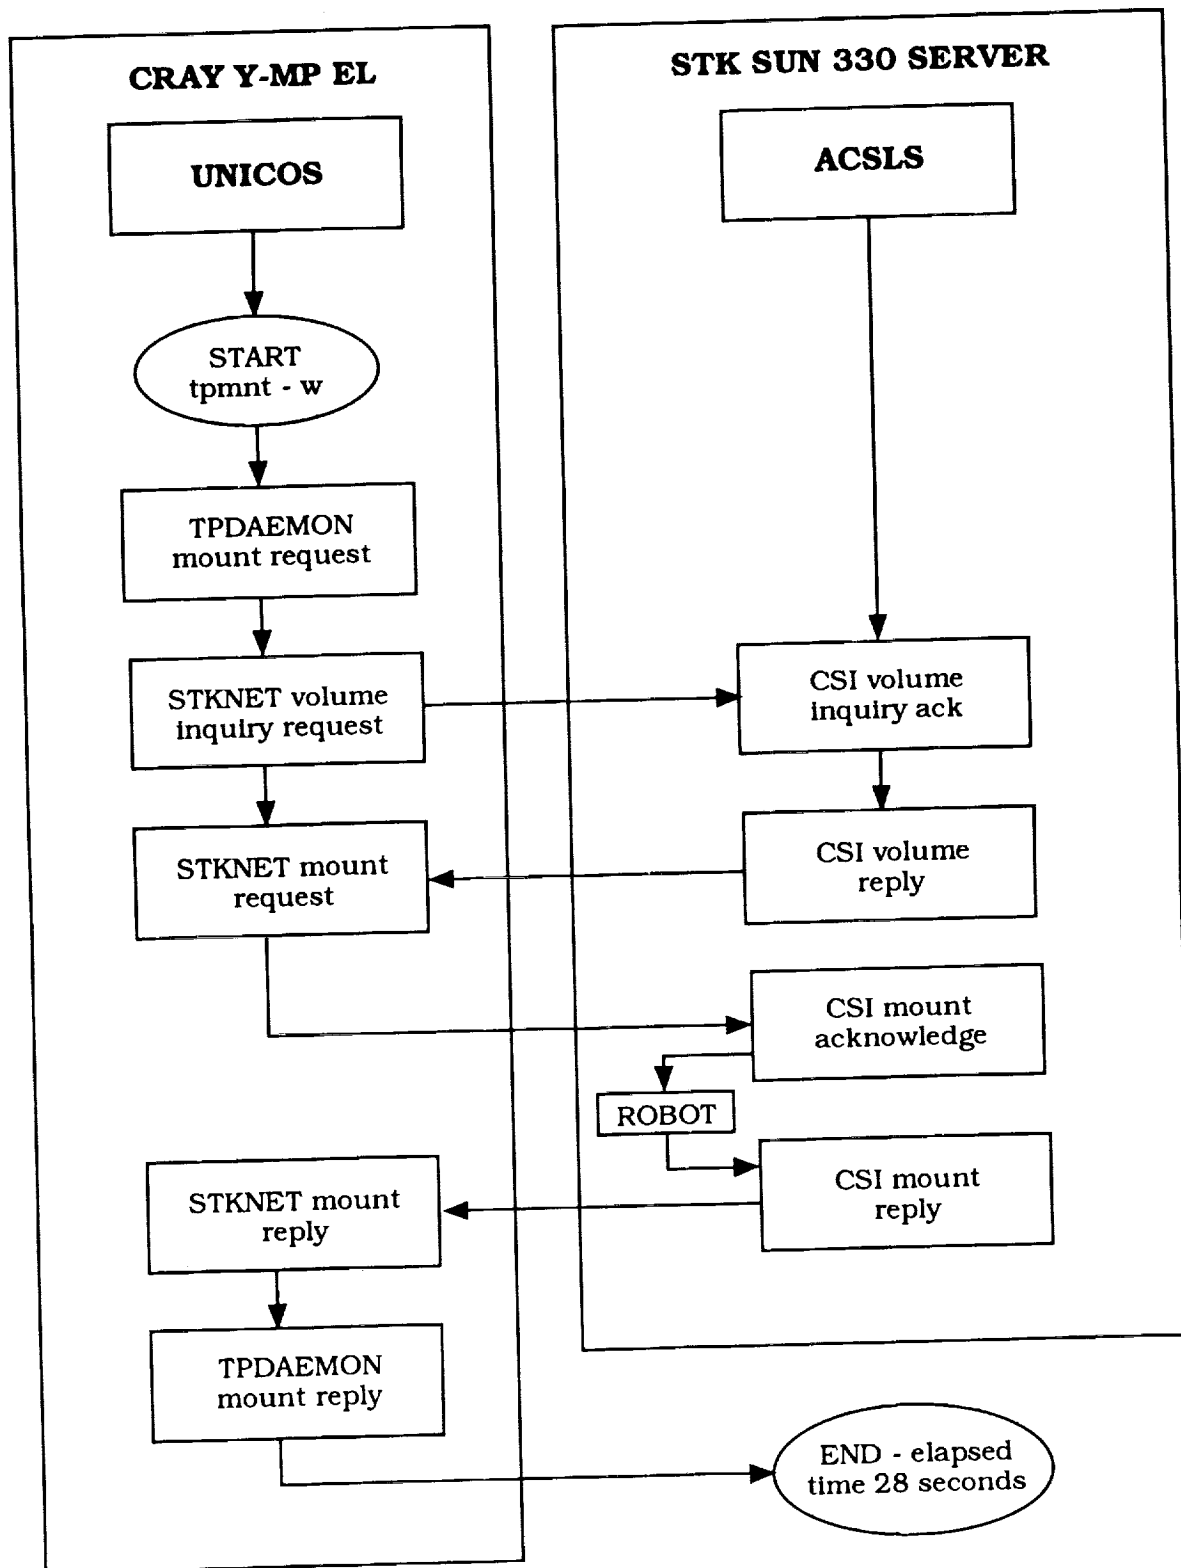 CRAY Y-MP EL
STK SUN 330 SERVER
UNICOS
ACSLS
START
tpmnt - w
TPDAEMON
mount request
STKNET volume
inquiry request
CSI volume
inquiry ack
STKNET mount
request
CSI volume
reply
CSI mount
acknowledge
ROBOT
STKNET mount
reply
CSI mount
reply
TPDAEMON
mount reply
END - elapsed
time 28 seconds